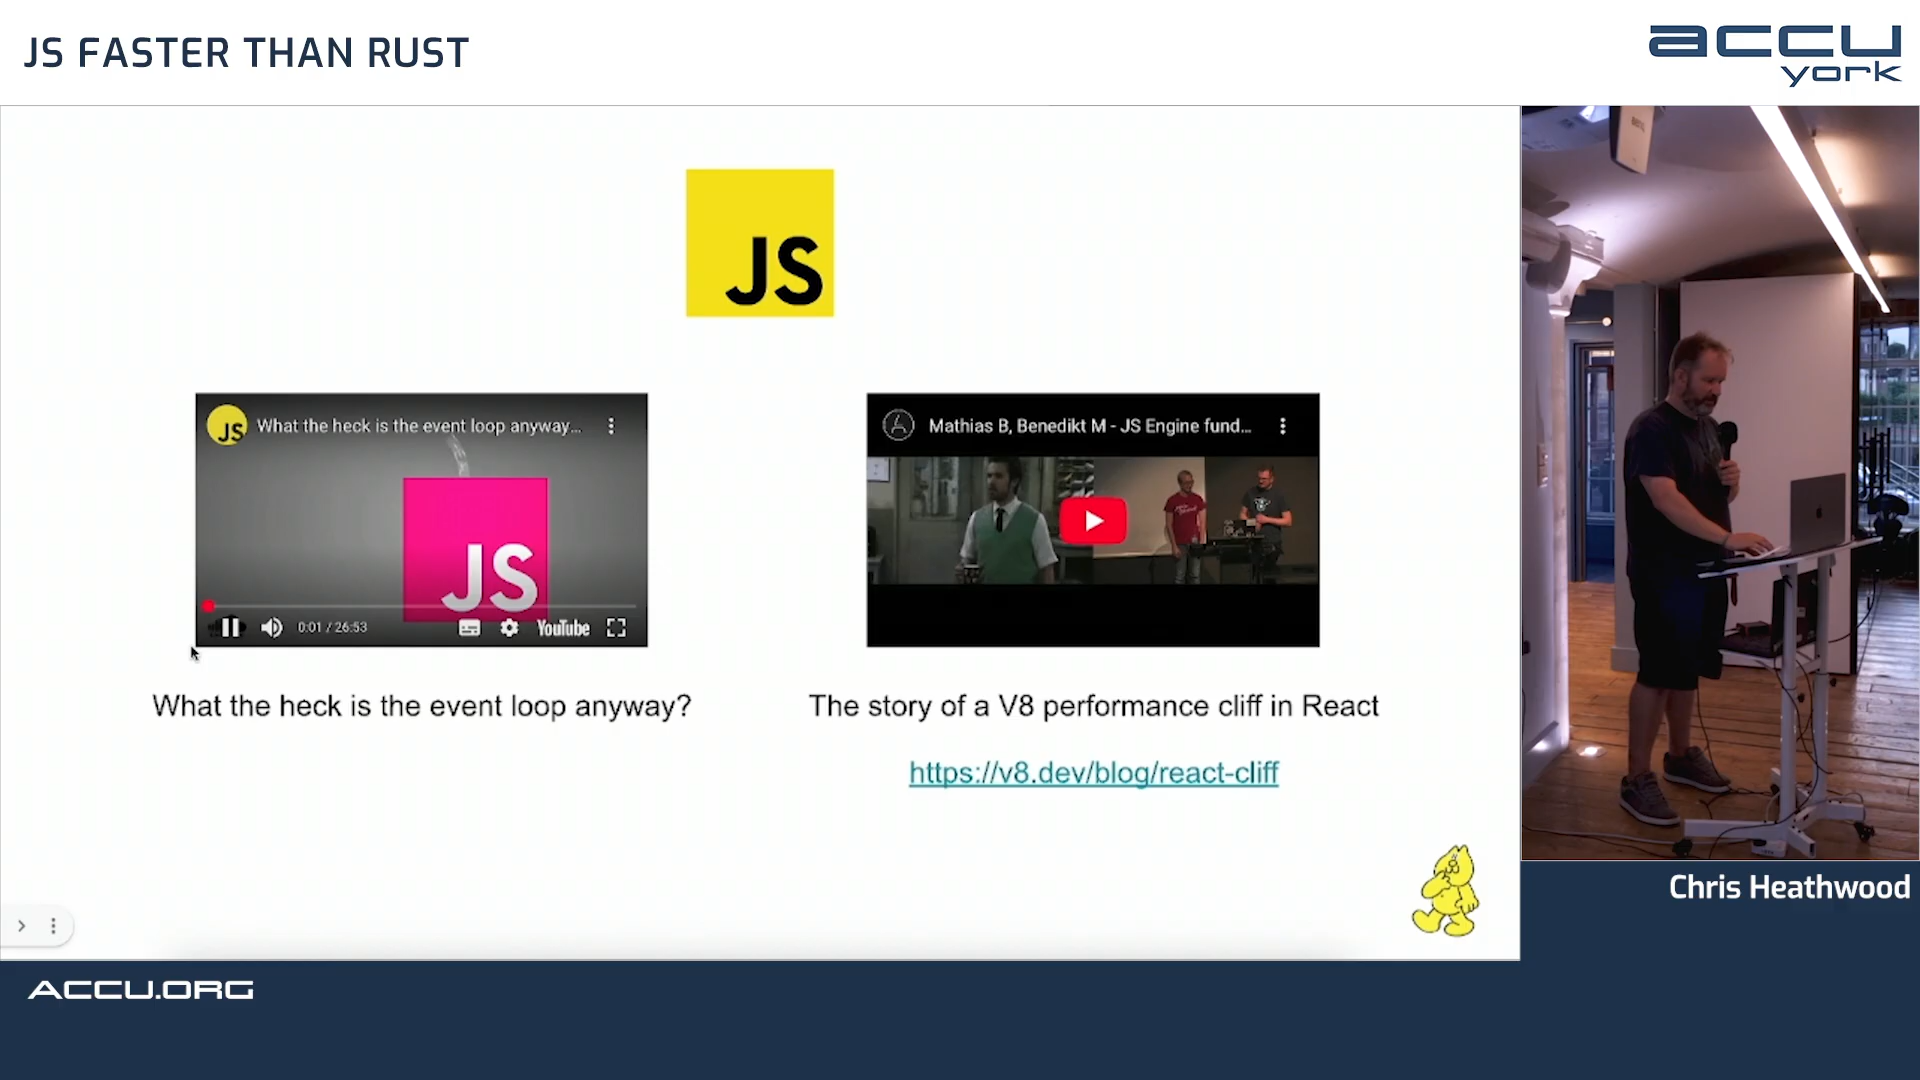 JS FASTER THAN RUST
accu
york
JS
JS
What the heck is the event loop anyway...
JS
0:01 / 26:53
YouTube
Mathias B, Benedikt M - JS Engine fund...
What the heck is the event loop anyway?
The story of a V8 performance cliff in React
https://v8.dev/blog/react-cliff
Chris Heathwood
ACCU.ORG